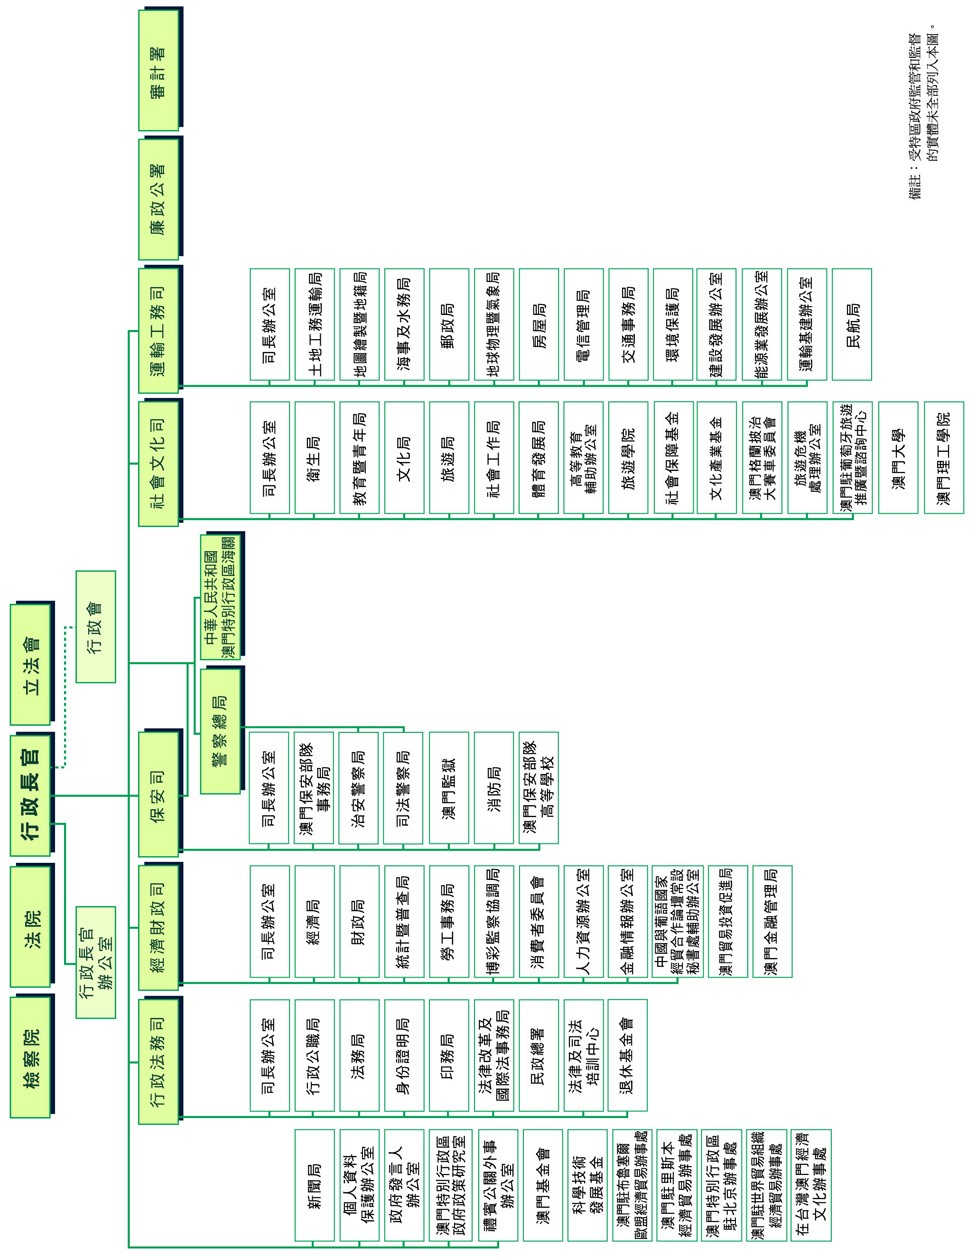 檢察院
法院
行政長官
立法會
行政長官
辦公室
行政會
行政法務司
經濟財政司
保安司
社會文化司
運輸工務司
廉政公署
審計署
警察總局
中華人民共和國
澳門特別行政區海關
新聞局
個人資料
保護辦公室
政府發言人
辦公室
澳門特別行政區
政府政策研究室
禮賓公關外事
辦公室
澳門基金會
科學技術
發展基金
澳門駐布魯塞爾
歐盟經濟貿易辦事處
澳門駐里斯本
經濟貿易辦事處
澳門特別行政區
駐北京辦事處
澳門駐世界貿易組織
經濟貿易辦事處
在台灣澳門經濟
文化辦事處
司長辦公室
行政公職局
法務局
身份證明局
印務局
法律改革及
國際法事務局
民政總署
法律及司法
培訓中心
退休基金會
司長辦公室
經濟局
財政局
統計暨普查局
勞工事務局
博彩監察協調局
消費者委員會
人力資源辦公室
金融情報辦公室
中國與葡語國家
經貿合作論壇常設
秘書處輔助辦公室
澳門貿易投資促進局
澳門金融管理局
司長辦公室
澳門保安部隊
事務局
治安警察局
司法警察局
澳門監獄
消防局
澳門保安部隊
高等學校
司長辦公室
衛生局
教育暨青年局
文化局
旅遊局
社會工作局
體育發展局
高等教育
輔助辦公室
旅遊學院
社會保障基金
文化產業基金
澳門格蘭披治
大賽車委員會
旅遊危機
處理辦公室
澳門駐葡萄牙旅遊
推廣暨諮詢中心
澳門大學
澳門理工學院
司長辦公室
土地工務運輸局
地圖繪製暨地籍局
海事及水務局
郵政局
地球物理暨氣象局
房屋局
電信管理局
交通事務局
環境保護局
建設發展辦公室
能源業發展辦公室
運輸基建辦公室
民航局
備註：受特區政府監管和監督
的實體未全部列入本圖。